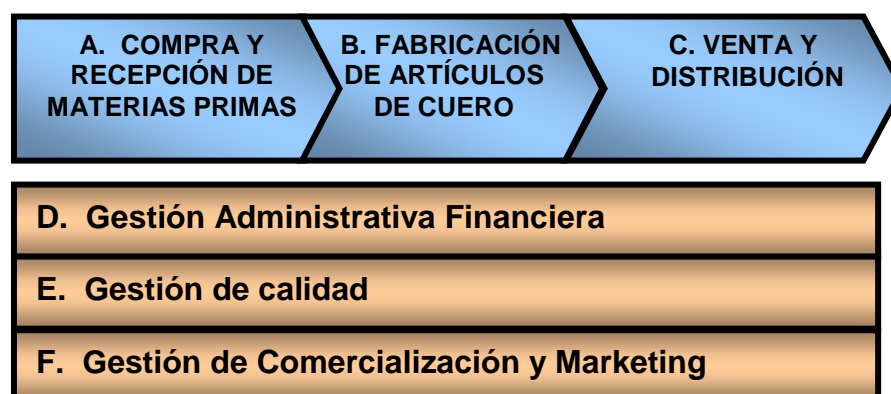 A. COMPRA Y
RECEPCIÓN DE
MATERIAS PRIMAS
B. FABRICACIÓN
DE ARTÍCULOS
DE CUERO
C. VENTA Y
DISTRIBUCIÓN
D. Gestión Administrativa Financiera
E. Gestión de calidad
F. Gestión de Comercialización y Marketing